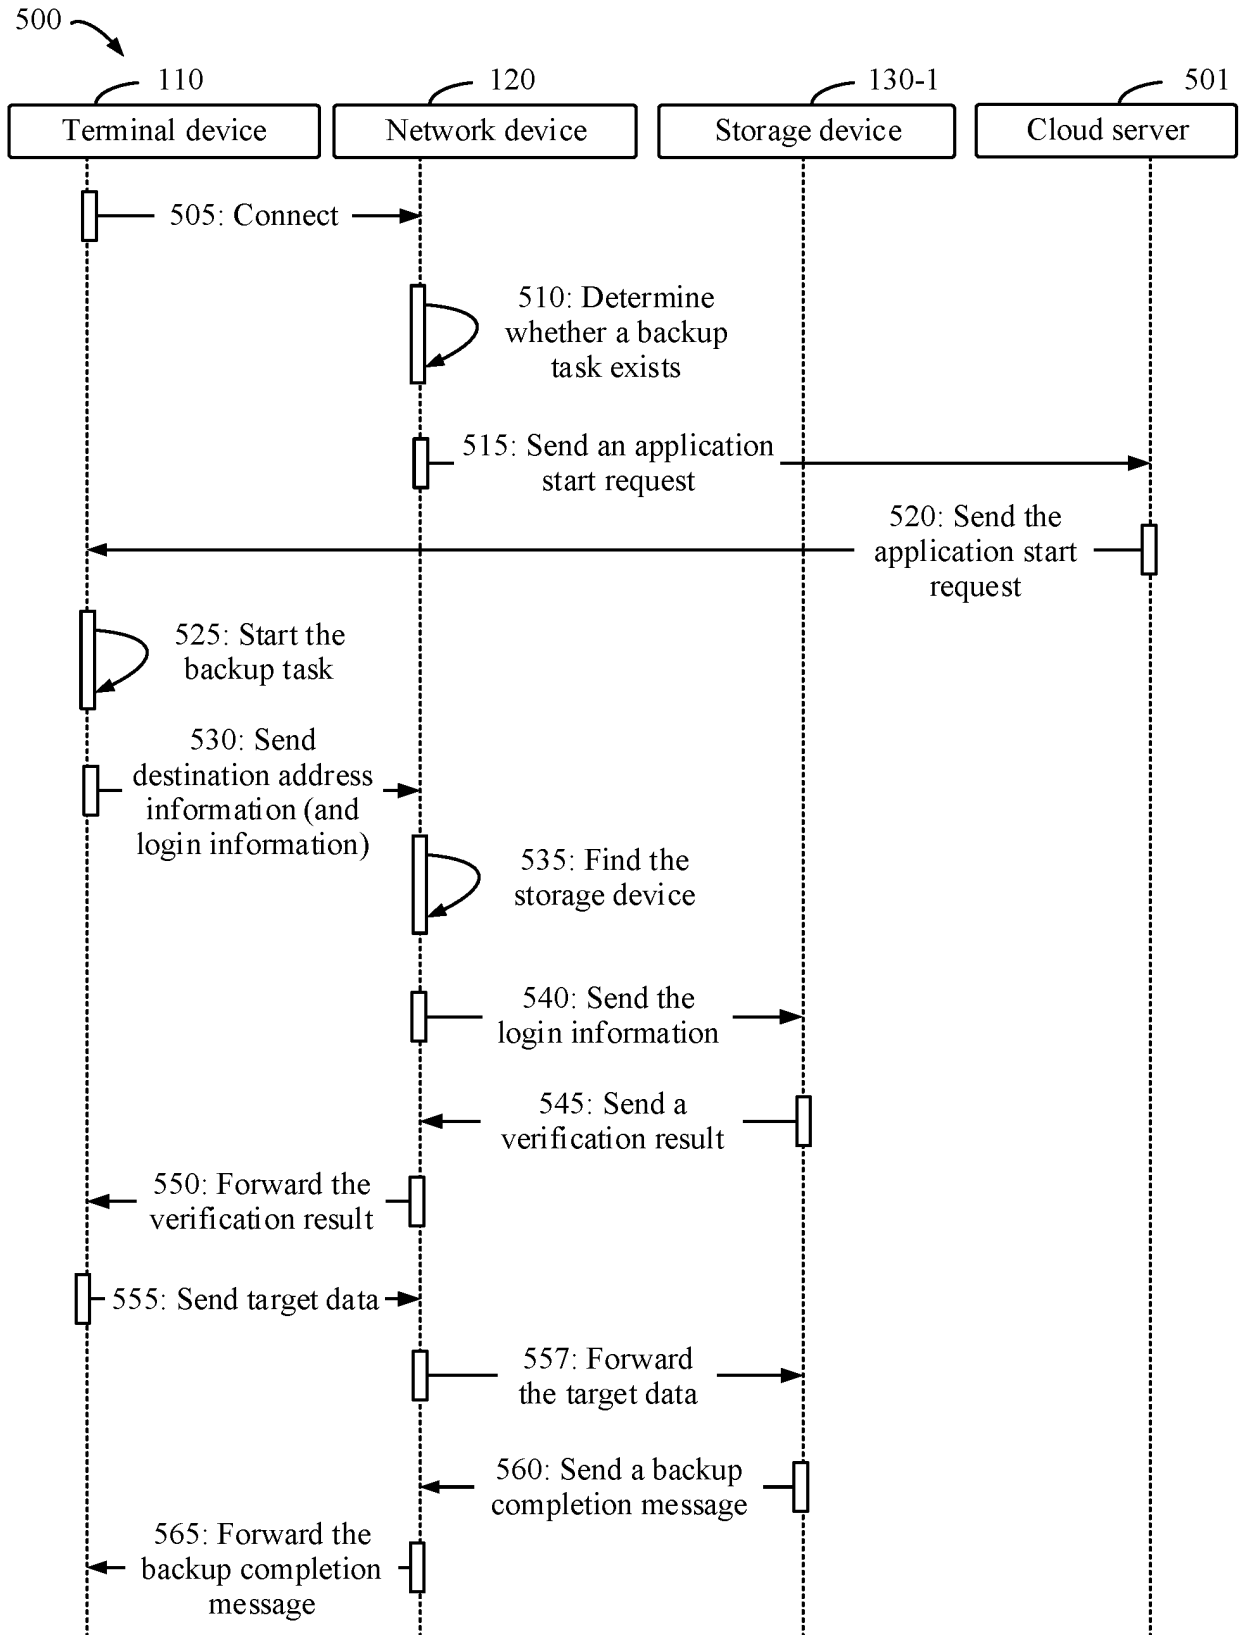 500
110
120
130-1
501
Terminal device
Network device
Storage device
Cloud server
505: Connect
510: Determine
whether a backup
task exists
515: Send an application
start request
520: Send the
application start
request
525: Start the
backup task
530: Send
destination address
information (and
login information)
535: Find the
storage device
540: Send the
login information
545: Send a
verification result
550: Forward the
verification result
555: Send target data
557: Forward
the target data
560: Send a backup
completion message
565: Forward the
backup completion
message